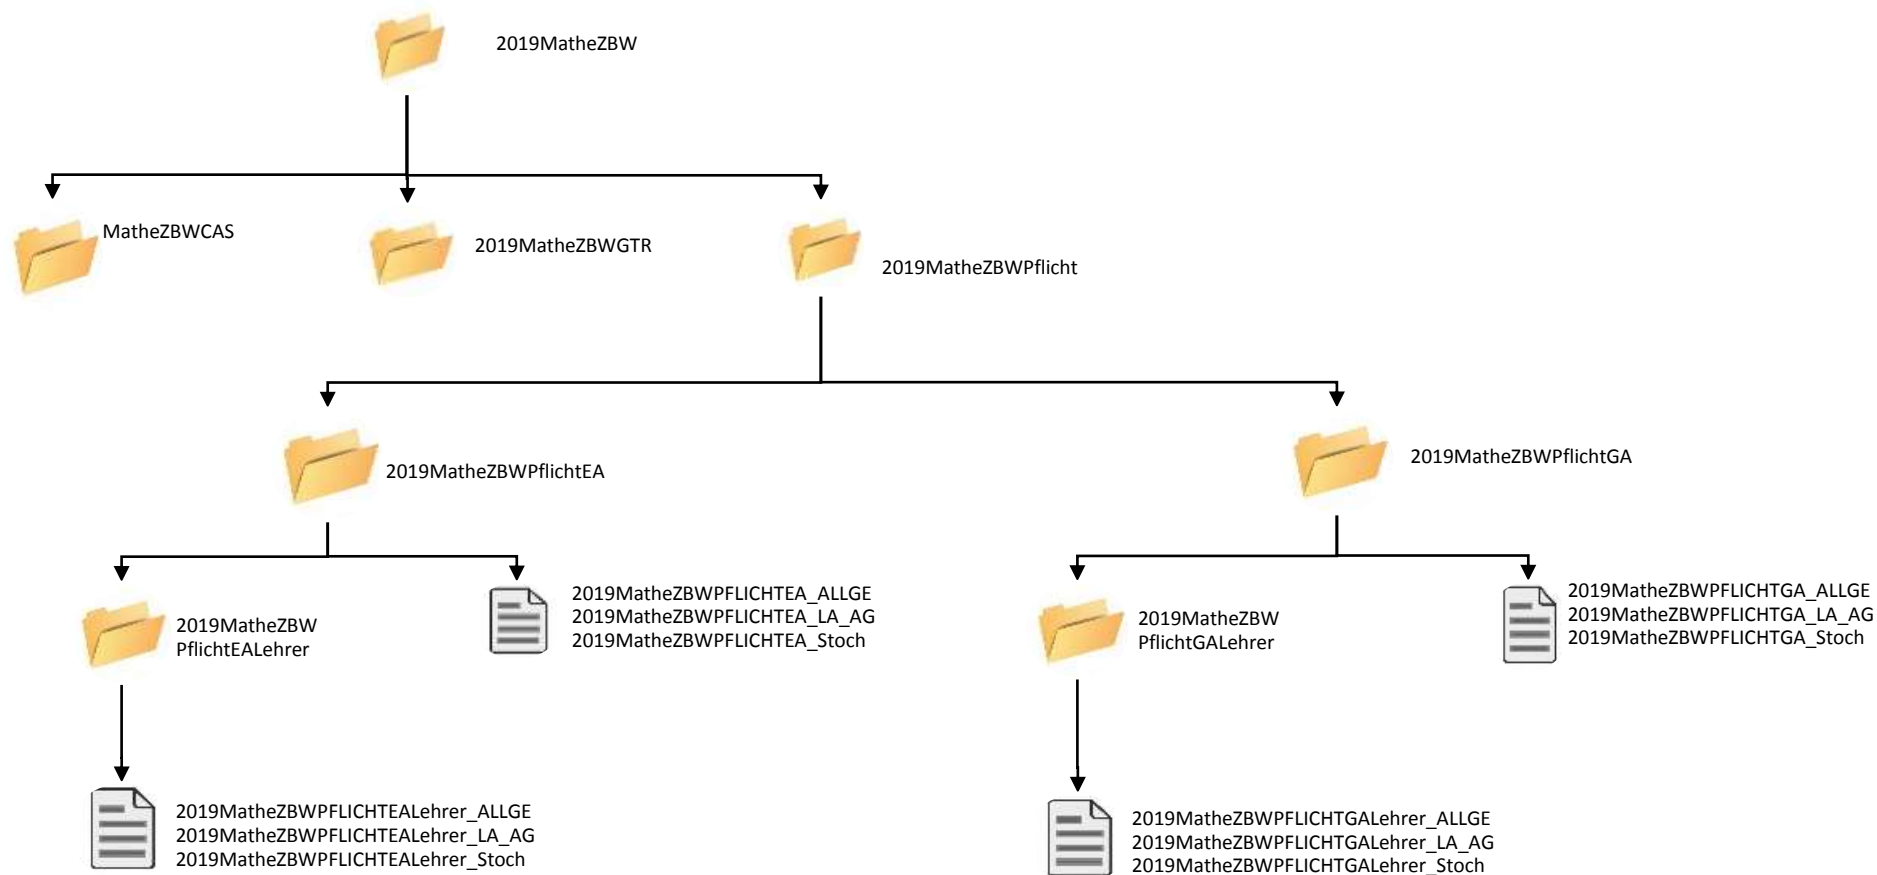 2019MatheZBW
MatheZBWCAS
2019MatheZBWGTR
2019MatheZBWPflicht
2019MatheZBWPflichtEA
2019MatheZBWPflichtGA
2019MatheZBW
PflichtEALehrer
2019MatheZBWPFLICHTEA_ALLGE
2019MatheZBWPFLICHTEA_LA_AG
2019MatheZBWPFLICHTEA_Stoch
2019MatheZBW
PflichtGALehrer
2019MatheZBWPFLICHTGA_ALLGE
2019MatheZBWPFLICHTGA_LA_AG
2019MatheZBWPFLICHTGA_Stoch
2019MatheZBWPFLICHTEALehrer_ALLGE
2019MatheZBWPFLICHTEALehrer_LA_AG
2019MatheZBWPFLICHTEALehrer_Stoch
2019MatheZBWPFLICHTGALehrer_ALLGE
2019MatheZBWPFLICHTGALehrer_LA_AG
2019MatheZBWPFLICHTGALehrer_Stoch